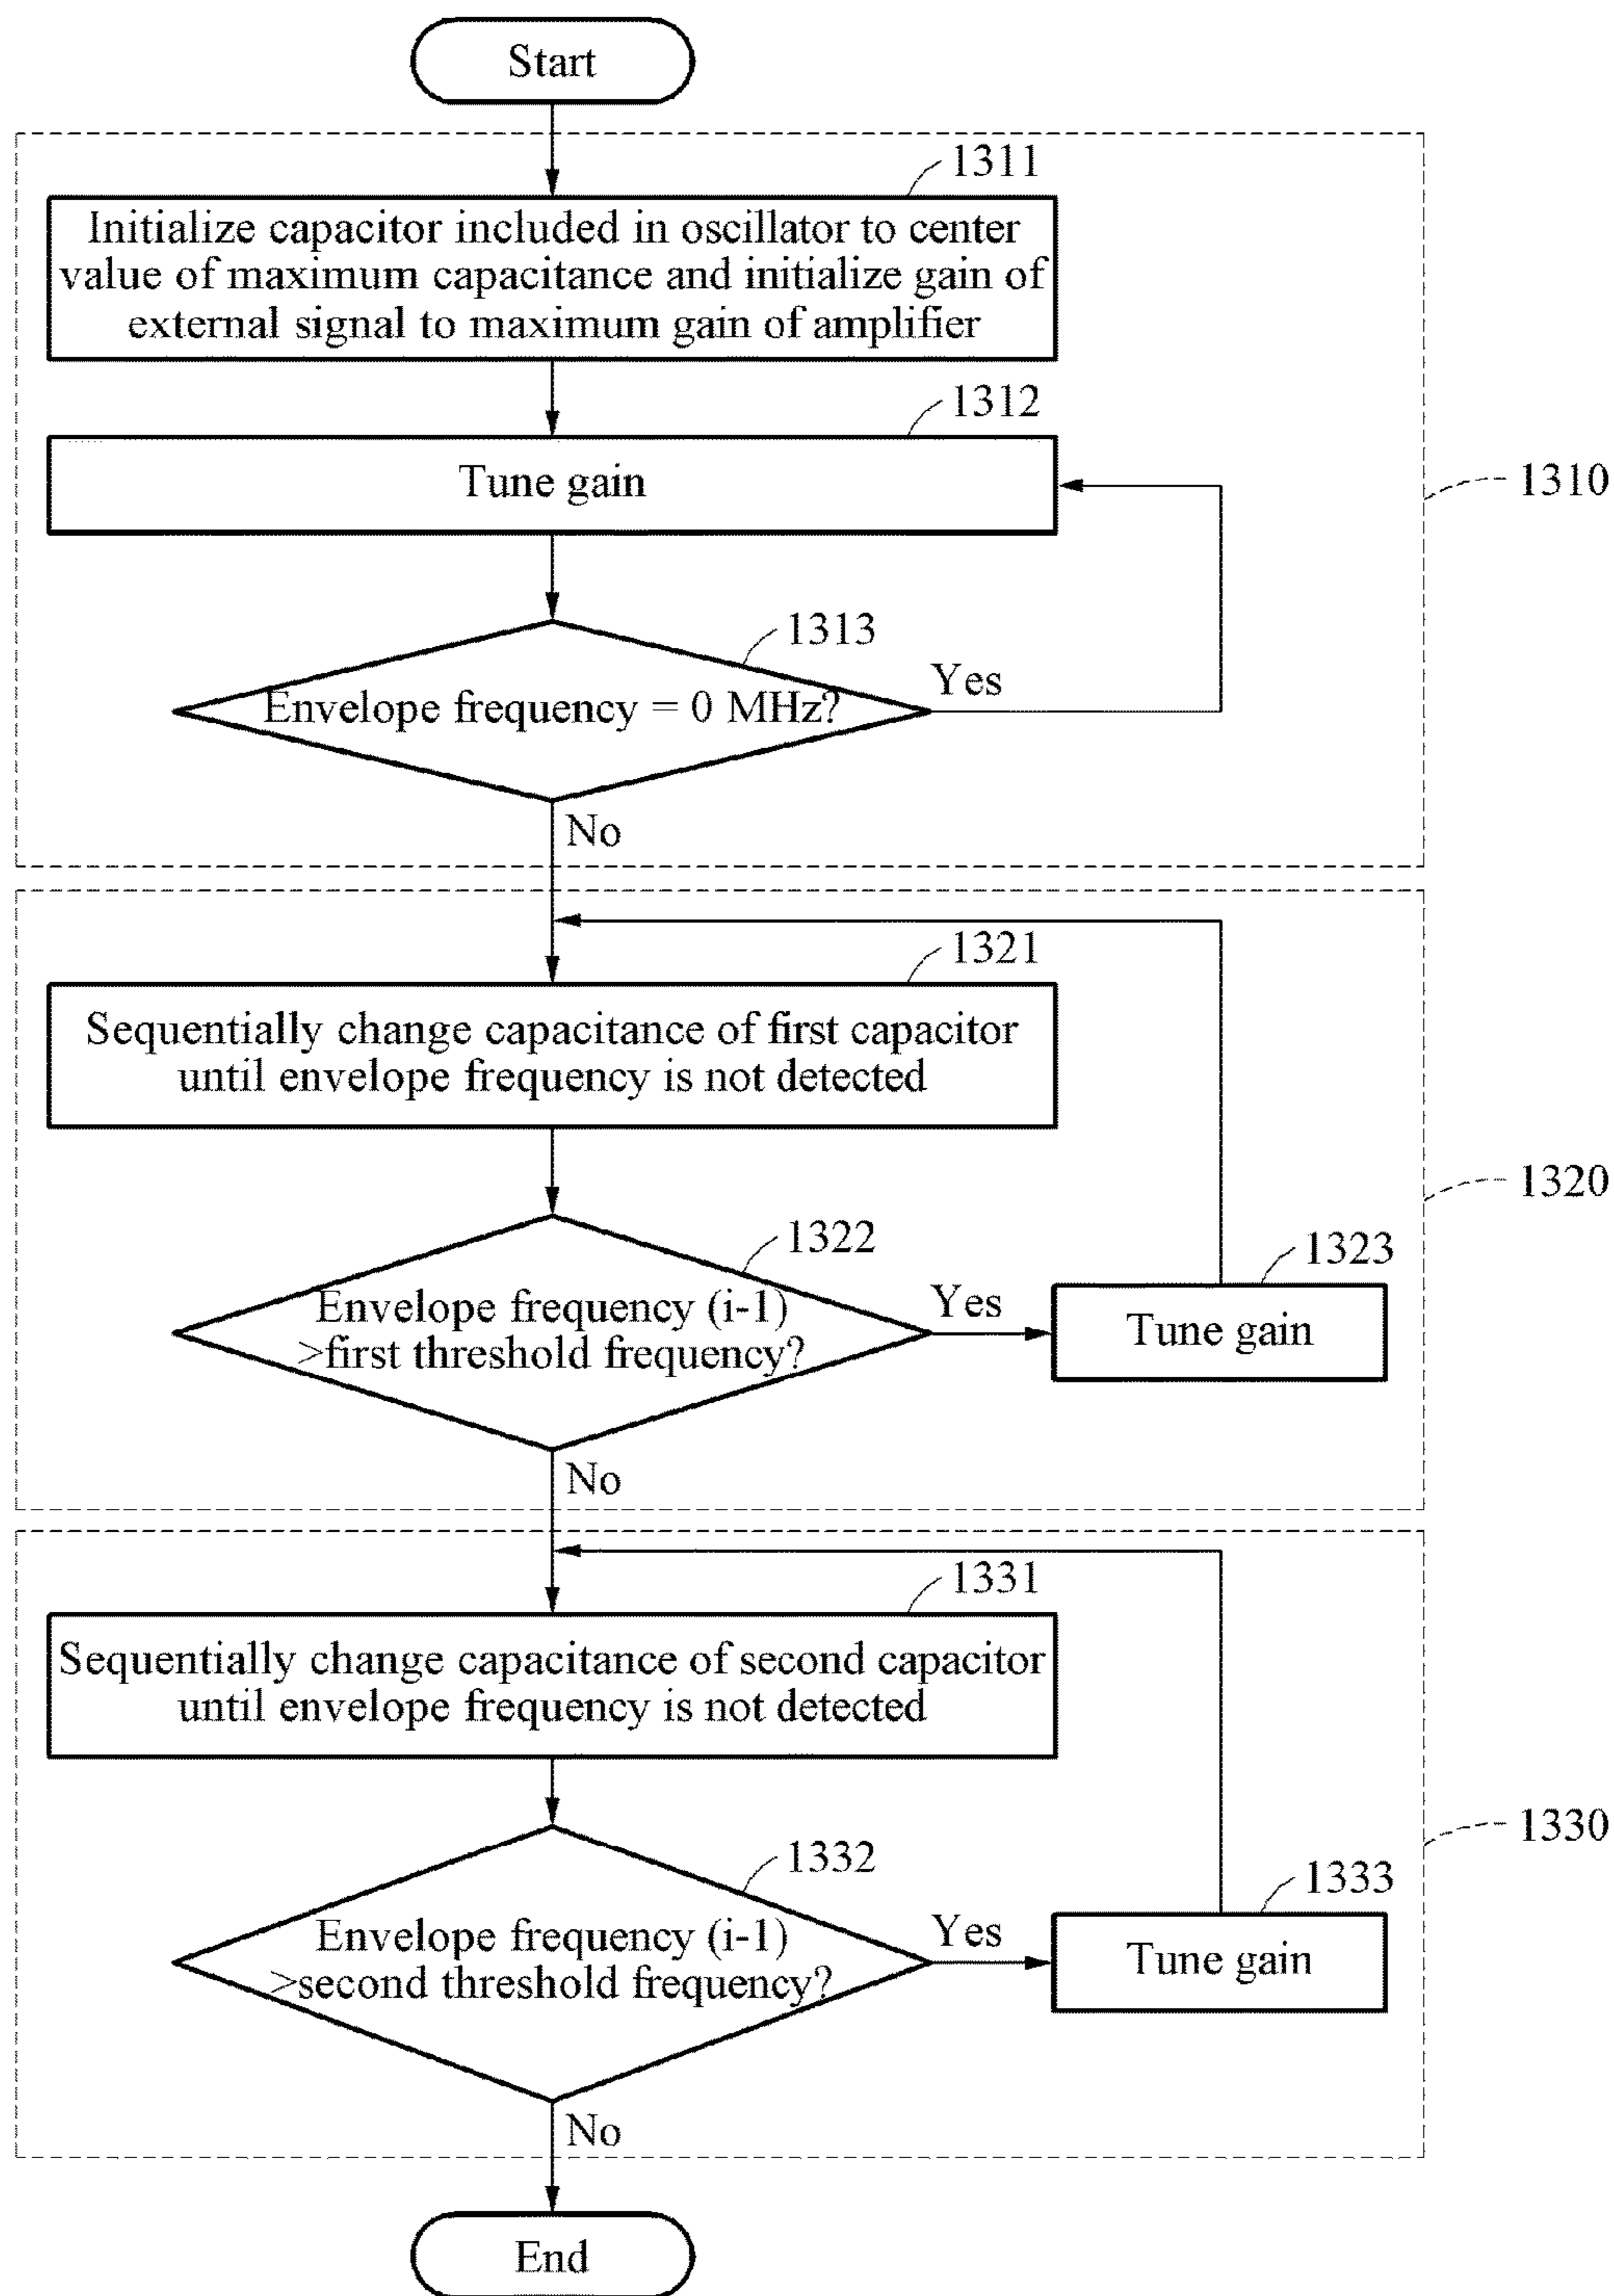 Start
1311
Initialize capacitor included in oscillator to center
value of maximum capacitance and initialize gain of
external signal to maximum gain of amplifier
1312
Tune gain
1310
1313
Envelope frequency = 0 MHz?
Yes
No
1321
Sequentially change capacitance of first capacitor
until envelope frequency is not detected
1320
1322
Envelope frequency (i-1)
>first threshold frequency?
Yes
1323
Tune gain
No
1331
Sequentially change capacitance of second capacitor
until envelope frequency is not detected
1330
1332
Envelope frequency (i-1)
>second threshold frequency?
Yes
1333
Tune gain
No
End